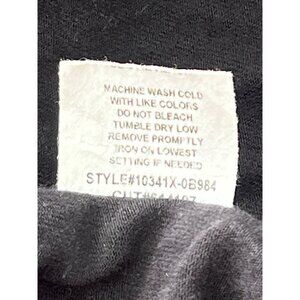 MACHINE WASH COLD
WITH LIKE COLORS
DO NOT BLEACH
TUMBLE DRY LOW
REMOVE PROMPTLY
IRON ON LOWEST
SETTING IF NEEDED
STYLE#10341X-0B984